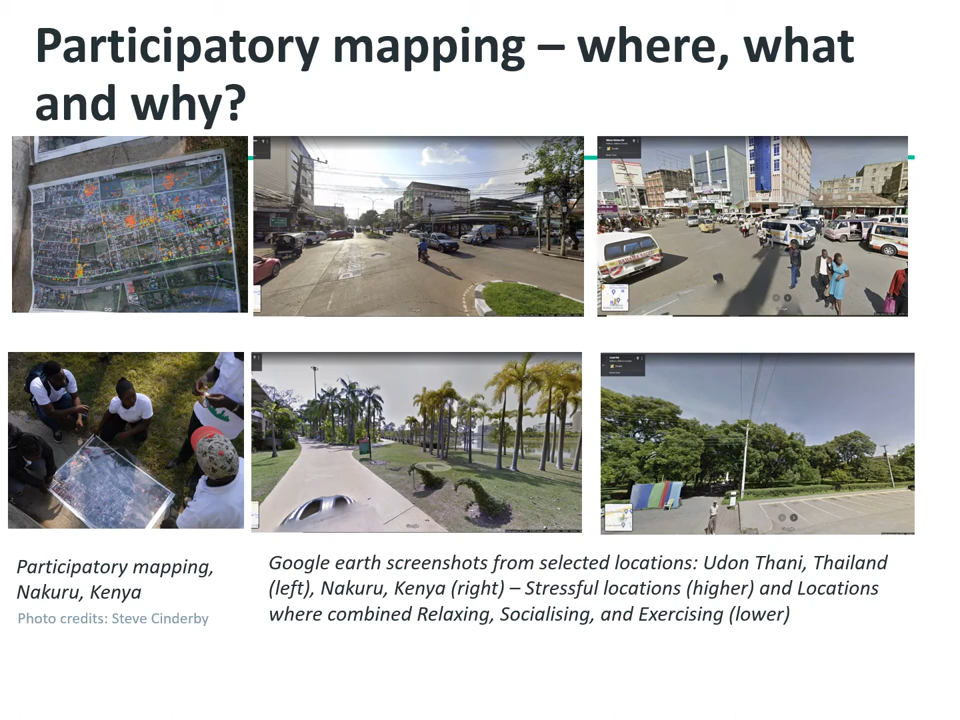 Participatory mapping – where, what
and why?
Participatory mapping,
Nakuru, Kenya
Photo credits: Steve Cinderby
Google earth screenshots from selected locations: Udon Thani, Thailand
(left), Nakuru, Kenya (right) – Stressful locations (higher) and Locations
where combined Relaxing, Socialising, and Exercising (lower)